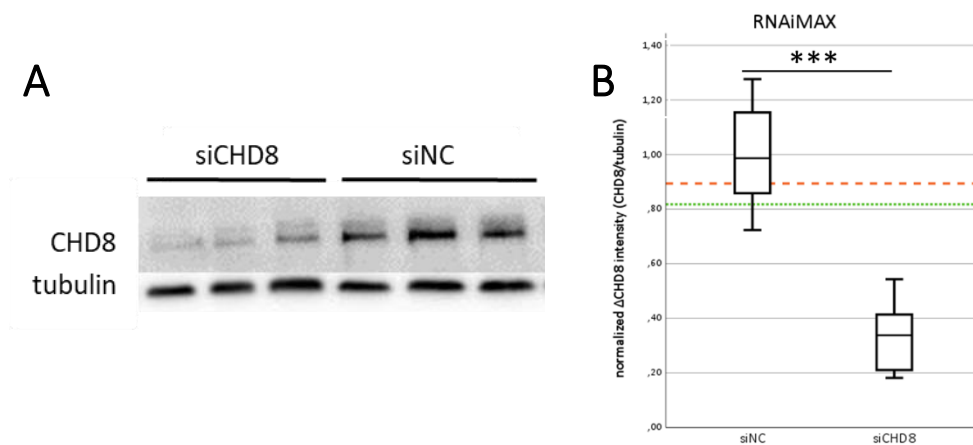 A
siCHD8 siNC
CHD8
tubulin
B
RNAiMAX
***
normalized ΔCHD8 intensity (CHD8/tubulin)
1,40
1,20
1,00
,80
,60
,40
,20
,00
siNC siCHD8